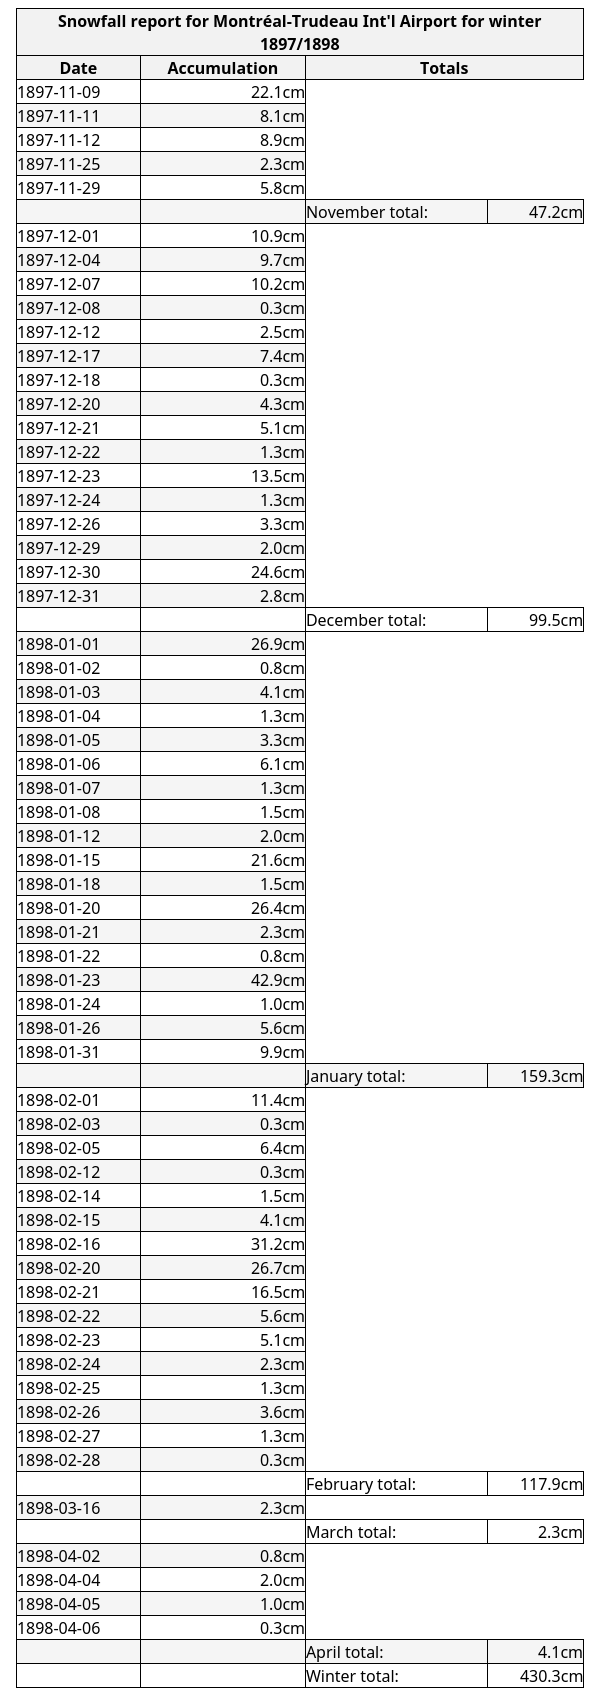 Snowfall report for Montréal-Trudeau Int'l Airport for winter
1897/1898
Date Accumulation Totals
1897-11-09 22.1cm
1897-11-11 8.1cm
1897-11-12 8.9cm
1897-11-25 2.3cm
1897-11-29 5.8cm
November total: 47.2cm
1897-12-01 10.9cm
1897-12-04 9.7cm
1897-12-07 10.2cm
1897-12-08 0.3cm
1897-12-12 2.5cm
1897-12-17 7.4cm
1897-12-18 0.3cm
1897-12-20 4.3cm
1897-12-21 5.1cm
1897-12-22 1.3cm
1897-12-23 13.5cm
1897-12-24 1.3cm
1897-12-26 3.3cm
1897-12-29 2.0cm
1897-12-30 24.6cm
1897-12-31 2.8cm
December total: 99.5cm
1898-01-01 26.9cm
1898-01-02 0.8cm
1898-01-03 4.1cm
1898-01-04 1.3cm
1898-01-05 3.3cm
1898-01-06 6.1cm
1898-01-07 1.3cm
1898-01-08 1.5cm
1898-01-12 2.0cm
1898-01-15 21.6cm
1898-01-18 1.5cm
1898-01-20 26.4cm
1898-01-21 2.3cm
1898-01-22 0.8cm
1898-01-23 42.9cm
1898-01-24 1.0cm
1898-01-26 5.6cm
1898-01-31 9.9cm
January total: 159.3cm
1898-02-01 11.4cm
1898-02-03 0.3cm
1898-02-05 6.4cm
1898-02-12 0.3cm
1898-02-14 1.5cm
1898-02-15 4.1cm
1898-02-16 31.2cm
1898-02-20 26.7cm
1898-02-21 16.5cm
1898-02-22 5.6cm
1898-02-23 5.1cm
1898-02-24 2.3cm
1898-02-25 1.3cm
1898-02-26 3.6cm
1898-02-27 1.3cm
1898-02-28 0.3cm
February total: 117.9cm
1898-03-16 2.3cm
March total: 2.3cm
1898-04-02 0.8cm
1898-04-04 2.0cm
1898-04-05 1.0cm
1898-04-06 0.3cm
April total: 4.1cm
Winter total: 430.3cm